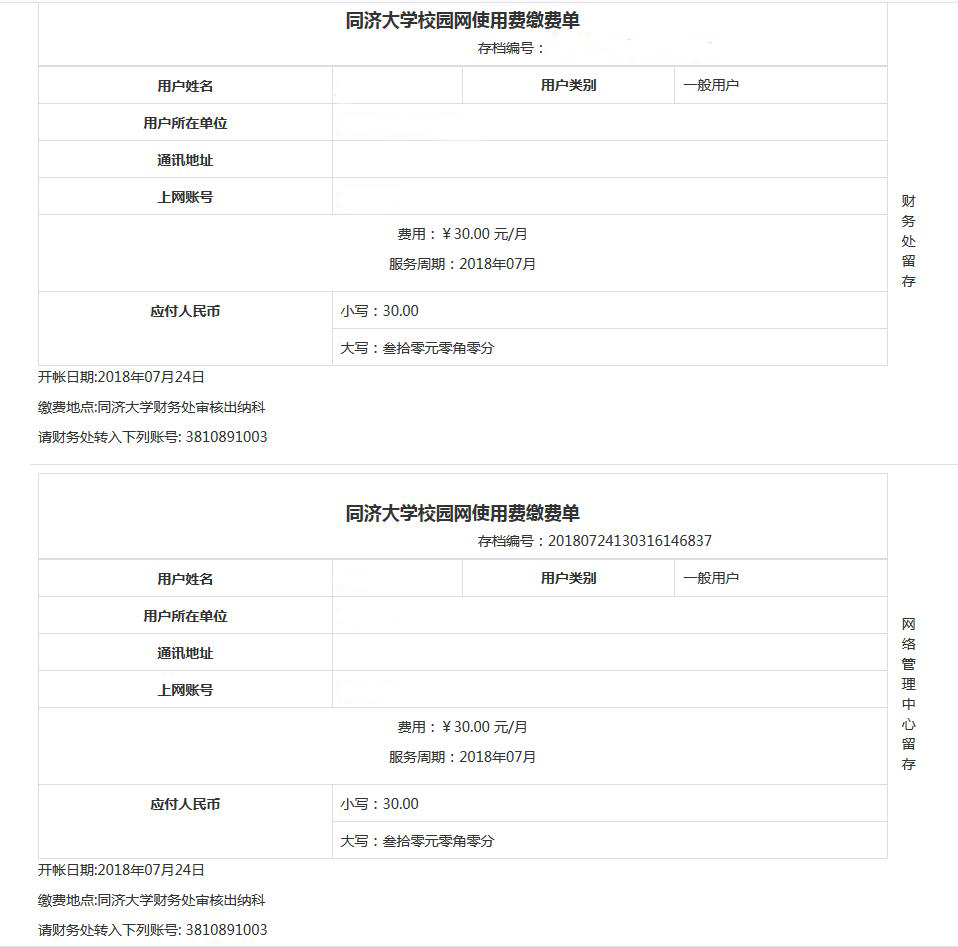 同济大学校园网使用费缴费单
存档编号：
用户姓名 用户类别 一般用户
用户所在单位
通讯地址
上网账号
费用：￥30.00 元/月
服务周期：2018年07月
应付人民币 小写：30.00
大写：叁拾零元零角零分
财务处留存
开帐日期:2018年07月24日
缴费地点:同济大学财务处审核出纳科
请财务处转入下列账号: 3810891003
同济大学校园网使用费缴费单
存档编号：20180724130316146837
用户姓名 用户类别 一般用户
用户所在单位
通讯地址
上网账号
费用：￥30.00 元/月
服务周期：2018年07月
应付人民币 小写：30.00
大写：叁拾零元零角零分
网络管理中心留存
开帐日期:2018年07月24日
缴费地点:同济大学财务处审核出纳科
请财务处转入下列账号: 3810891003